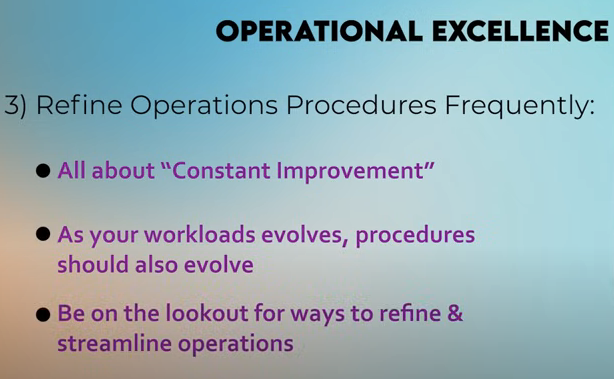 OPERATIONAL EXCELLENCE
3) Refine Operations Procedures Frequently:
● All about “Constant Improvement”
● As your workloads evolves, procedures
should also evolve
● Be on the lookout for ways to refine &
streamline operations